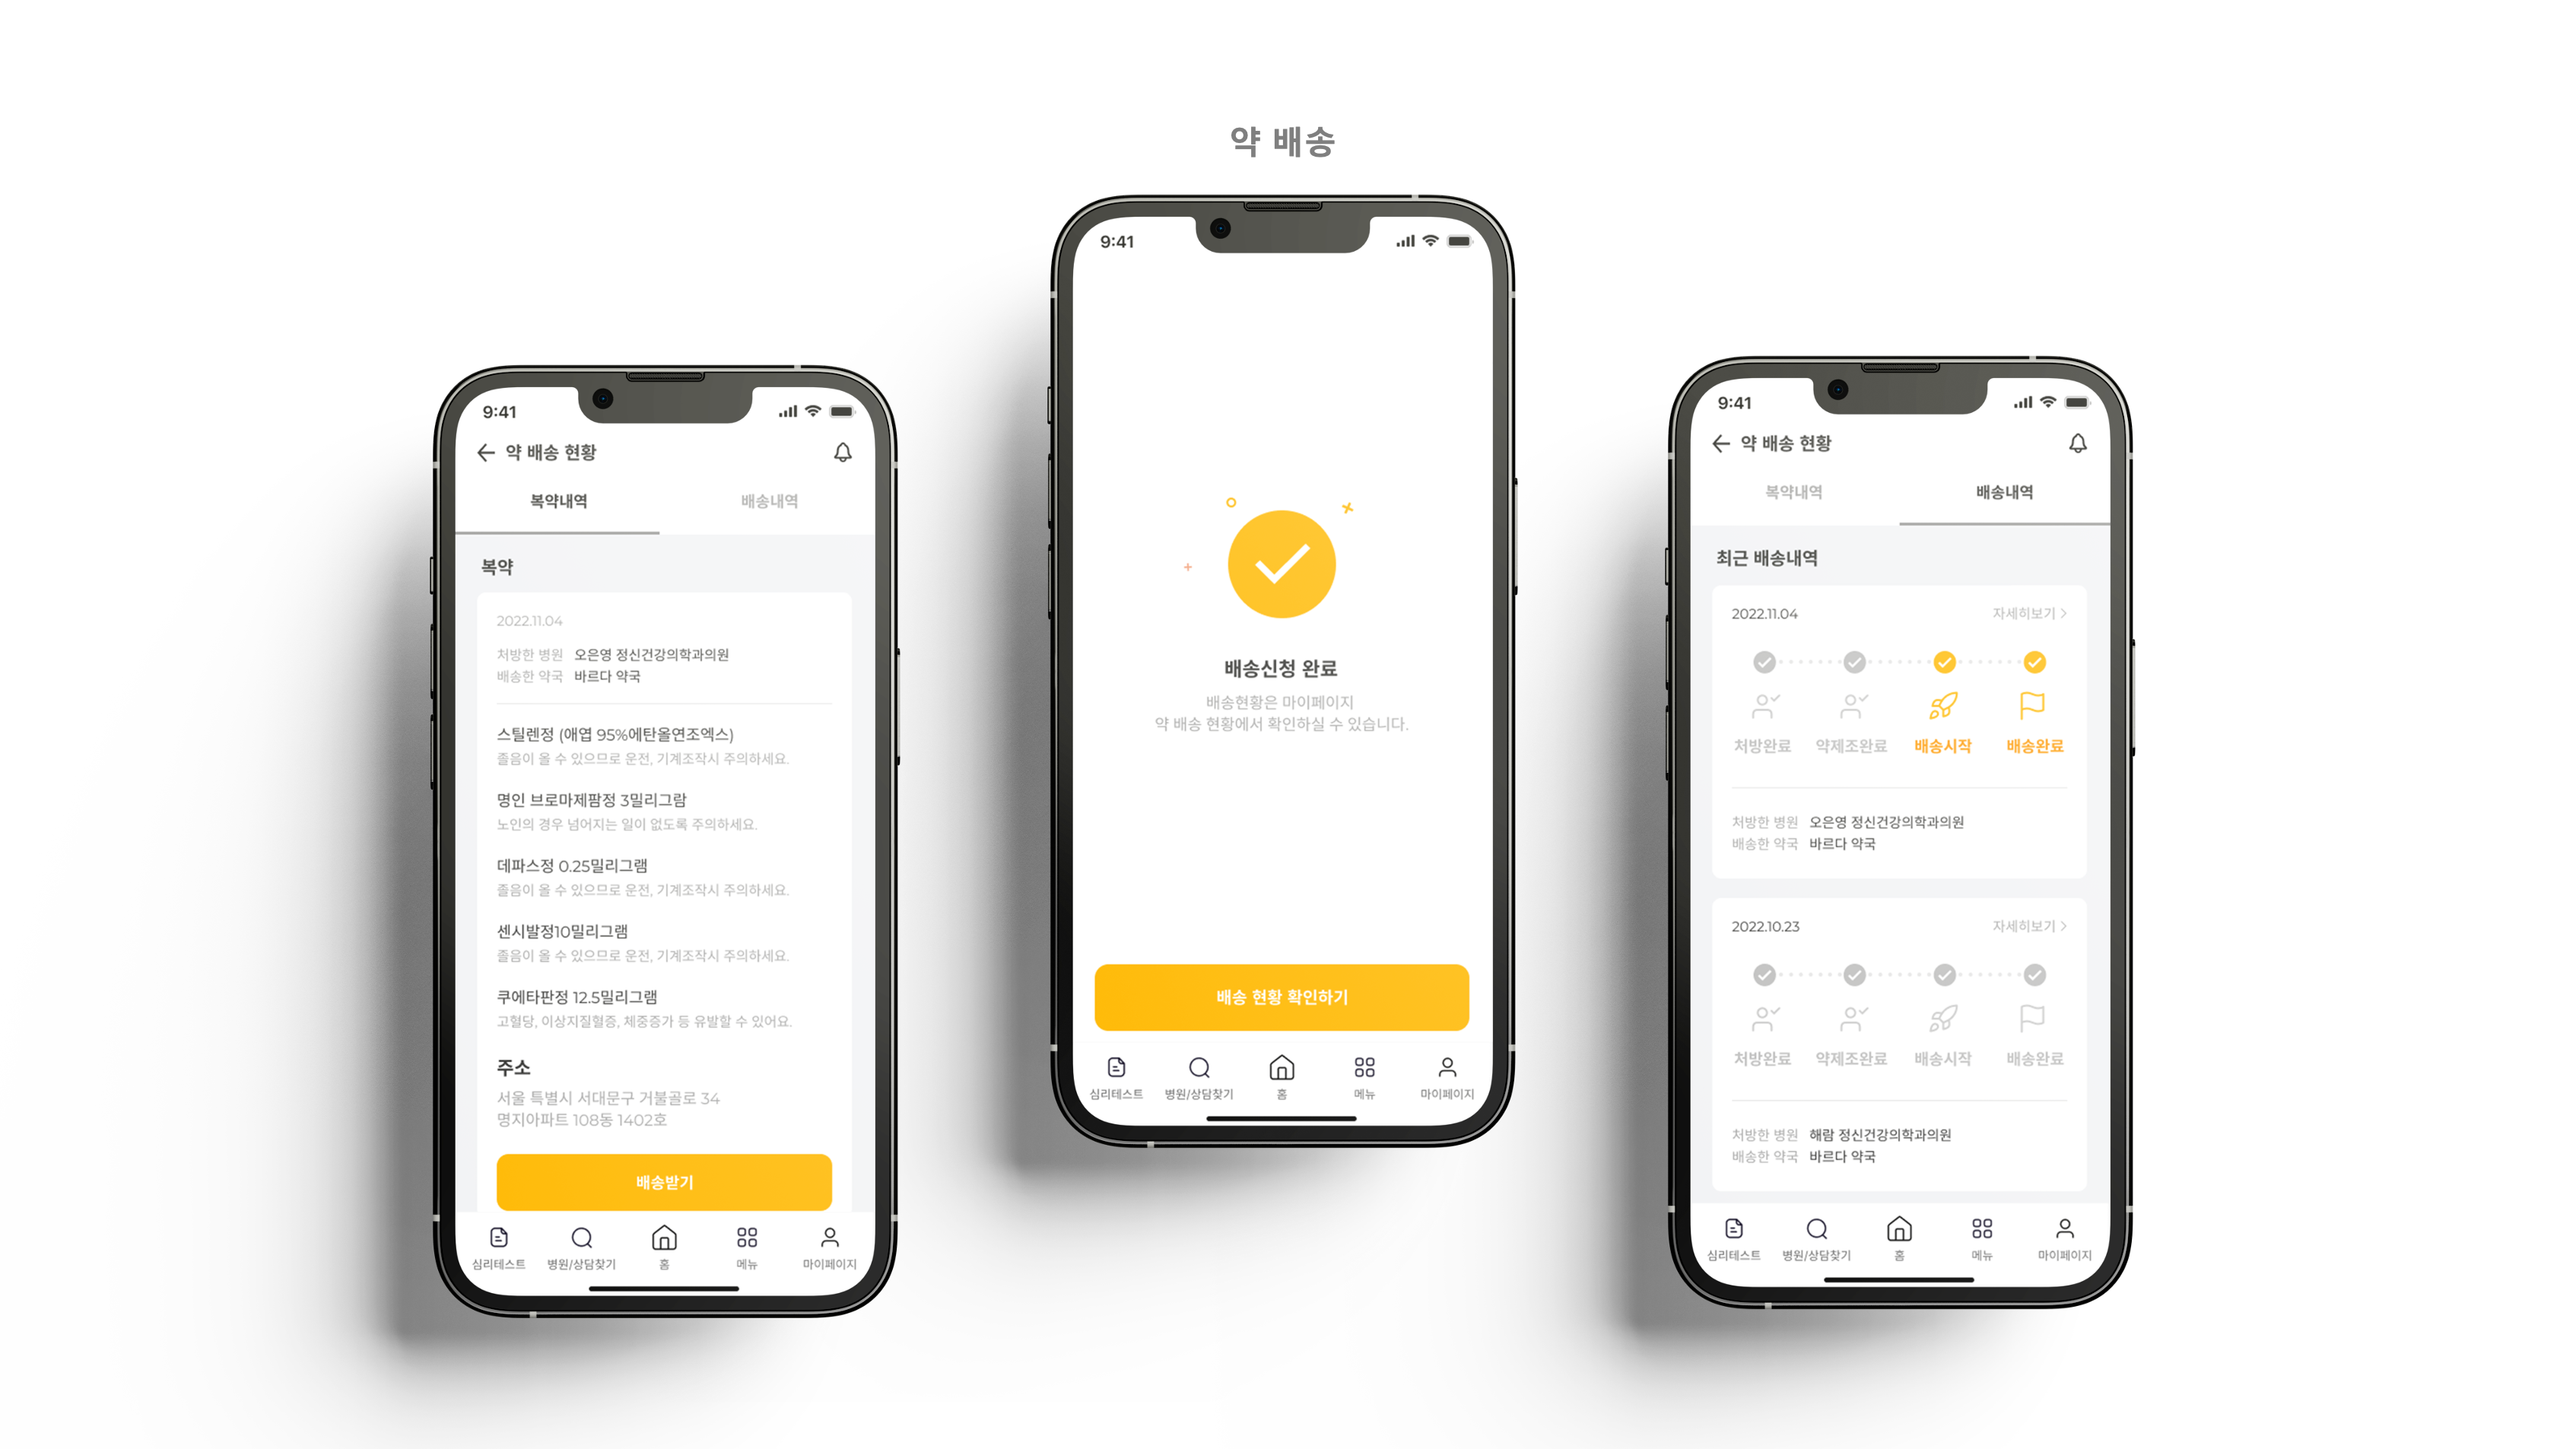 약 배송
9:41
약 배송 현황
복약내역 배송내역
복약
2022.11.04
처방한 병원 오은영 정신건강의학과의원
배송한 약국 바르다 약국
스틸렌정 (애엽 95%에탄올연조엑스)
졸음이 올 수 있으므로 운전, 기계조작시 주의하세요.
명인 브로마제팜정 3밀리그람
노인의 경우 넘어지는 일이 없도록 주의하세요.
데파스정 0.25밀리그램
졸음이 올 수 있으므로 운전, 기계조작시 주의하세요.
센시발정10밀리그램
졸음이 올 수 있으므로 운전, 기계조작시 주의하세요.
쿠에타판정 12.5밀리그램
고혈당, 이상지질혈증, 체중증가 등 유발할 수 있어요.
주소
서울 특별시 서대문구 거불골로 34
명지아파트 108동 1402호
배송받기
심리테스트 병원/상담찾기 홈 메뉴 마이페이지
9:41
배송신청 완료
배송현황은 마이페이지
약 배송 현황에서 확인하실 수 있습니다.
배송 현황 확인하기
심리테스트 병원/상담찾기 홈 메뉴 마이페이지
9:41
약 배송 현황
복약내역 배송내역
최근 배송내역
2022.11.04 자세히보기
처방완료 약제조완료 배송시작 배송완료
처방한 병원 오은영 정신건강의학과의원
배송한 약국 바르다 약국
2022.10.23 자세히보기
처방완료 약제조완료 배송시작 배송완료
처방한 병원 해람 정신건강의학과의원
배송한 약국 바르다 약국
심리테스트 병원/상담찾기 홈 메뉴 마이페이지